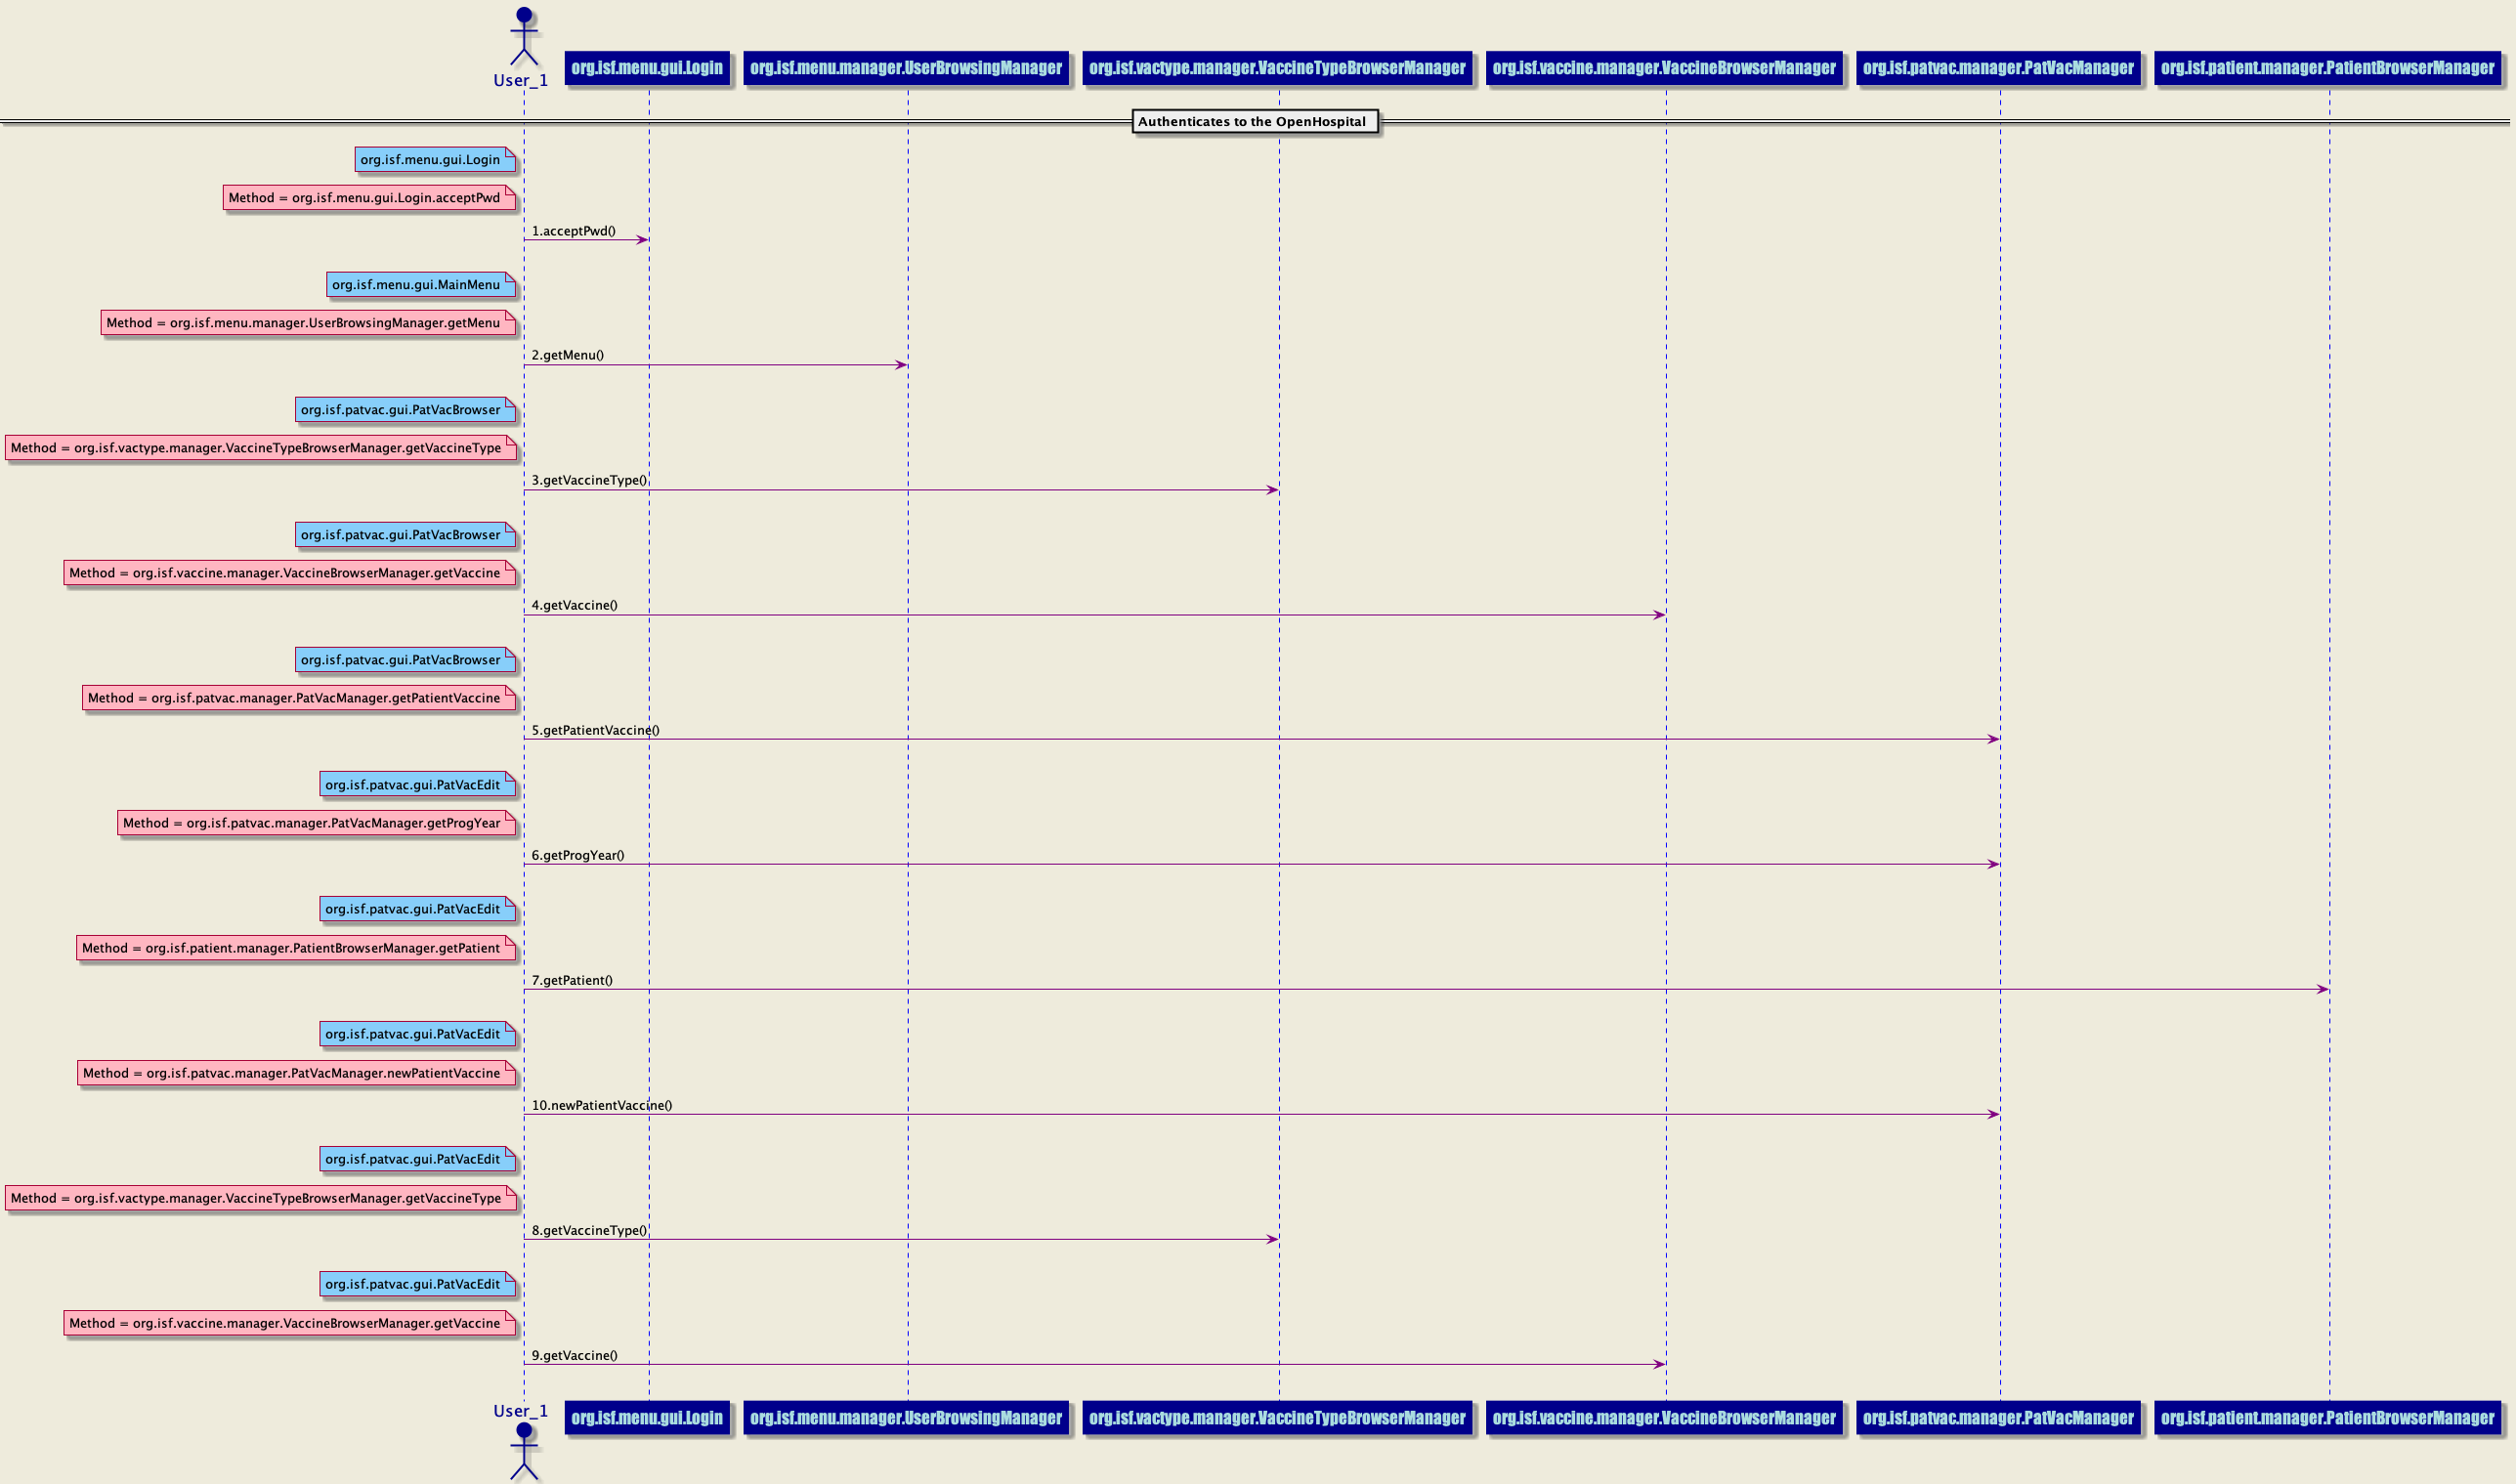 User_1
org.isf.menu.gui.Login
org.isf.menu.manager.UserBrowsingManager
org.isf.vactype.manager.VaccineTypeBrowserManager
org.isf.vaccine.manager.VaccineBrowserManager
org.isf.patvac.manager.PatVacManager
org.isf.patient.manager.PatientBrowserManager
Authenticates to the OpenHospital
org.isf.menu.gui.Login
Method = org.isf.menu.gui.Login.acceptPwd
1.acceptPwd()
org.isf.menu.gui.MainMenu
Method = org.isf.menu.manager.UserBrowsingManager.getMenu
2.getMenu()
org.isf.patvac.gui.PatVacBrowser
Method = org.isf.vactype.manager.VaccineTypeBrowserManager.getVaccineType
3.getVaccineType()
org.isf.patvac.gui.PatVacBrowser
Method = org.isf.vaccine.manager.VaccineBrowserManager.getVaccine
4.getVaccine()
org.isf.patvac.gui.PatVacBrowser
Method = org.isf.patvac.manager.PatVacManager.getPatientVaccine
5.getPatientVaccine()
org.isf.patvac.gui.PatVacEdit
Method = org.isf.patvac.manager.PatVacManager.getProgYear
6.getProgYear()
org.isf.patvac.gui.PatVacEdit
Method = org.isf.patient.manager.PatientBrowserManager.getPatient
7.getPatient()
org.isf.patvac.gui.PatVacEdit
Method = org.isf.patvac.manager.PatVacManager.newPatientVaccine
10.newPatientVaccine()
org.isf.patvac.gui.PatVacEdit
Method = org.isf.vactype.manager.VaccineTypeBrowserManager.getVaccineType
8.getVaccineType()
org.isf.patvac.gui.PatVacEdit
Method = org.isf.vaccine.manager.VaccineBrowserManager.getVaccine
9.getVaccine()
User_1
org.isf.menu.gui.Login
org.isf.menu.manager.UserBrowsingManager
org.isf.vactype.manager.VaccineTypeBrowserManager
org.isf.vaccine.manager.VaccineBrowserManager
org.isf.patvac.manager.PatVacManager
org.isf.patient.manager.PatientBrowserManager